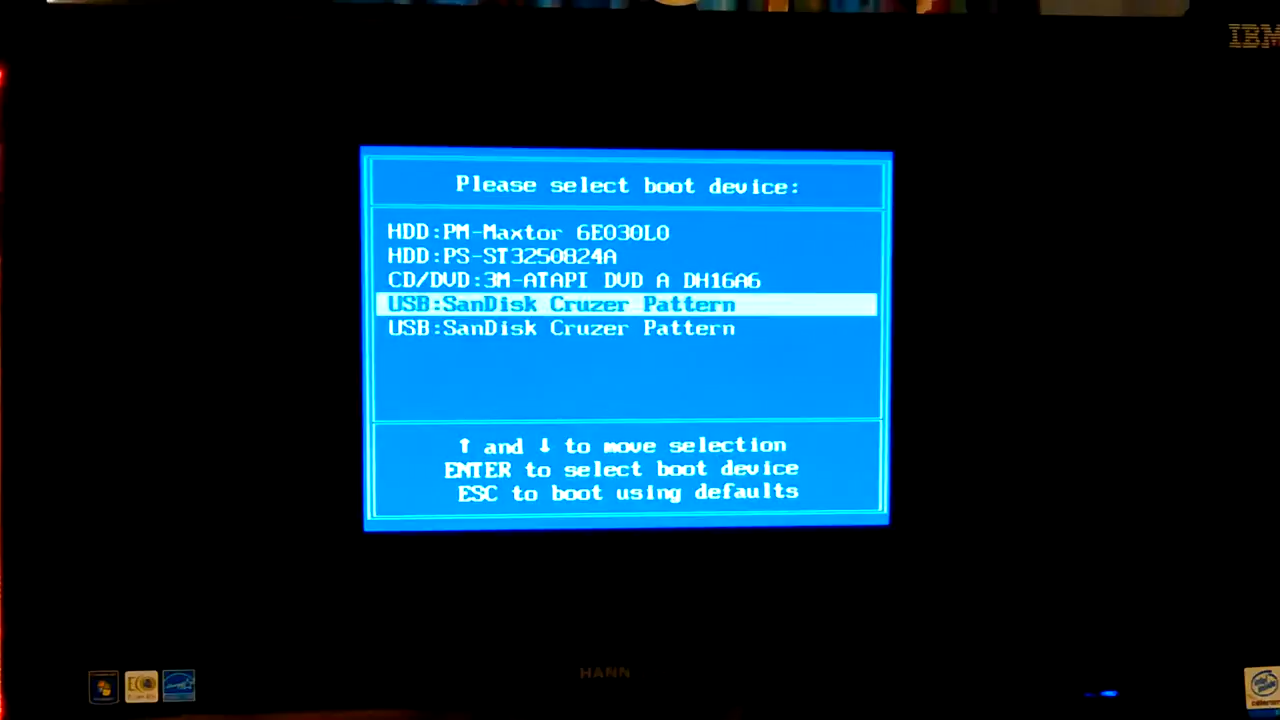 IBM
Please select boot device:
HDD:PM-Maxtor 6E030L0
HDD:PS-ST3250824A
CD/DVD:3M-ATAPI DVD A DH16A6
USB:SanDisk Cruzer Pattern
USB:SanDisk Cruzer Pattern
↑ and ↓ to move selection
ENTER to select boot device
ESC to boot using defaults
HANN